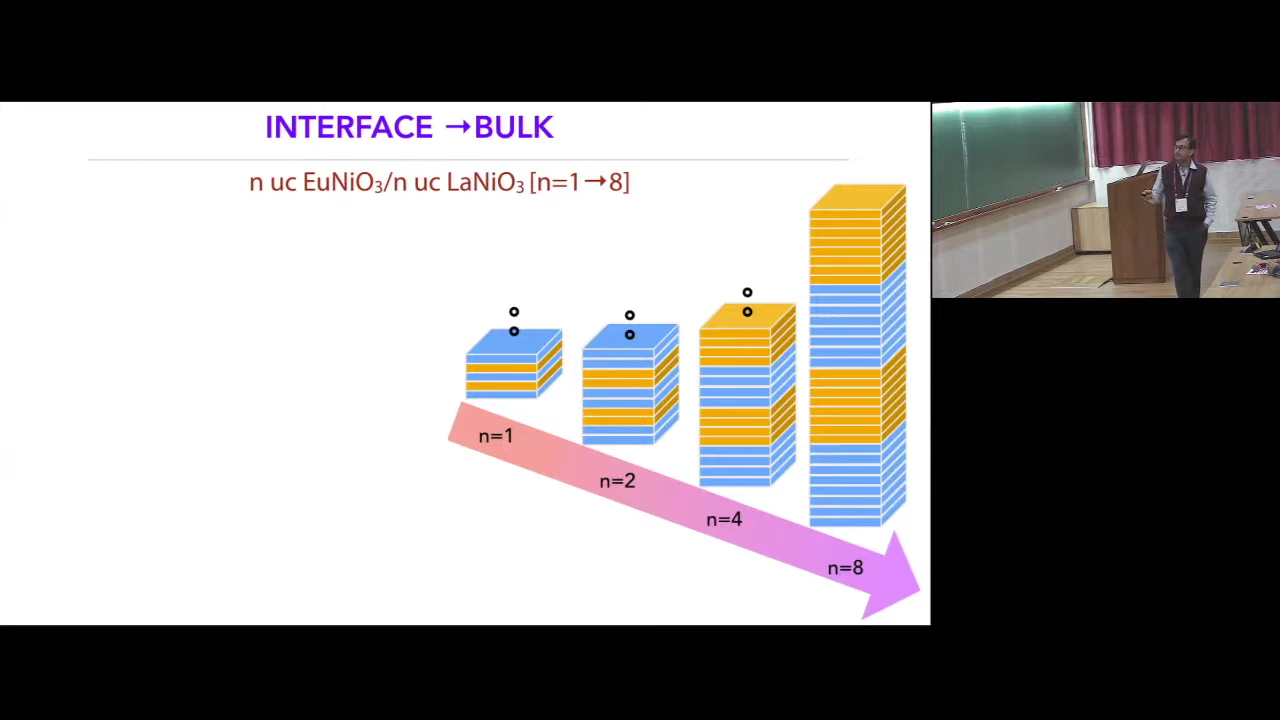 INTERFACE →BULK
n uc EuNiO₃/n uc LaNiO₃ [n=1→8]
n=1
n=2
n=4
n=8